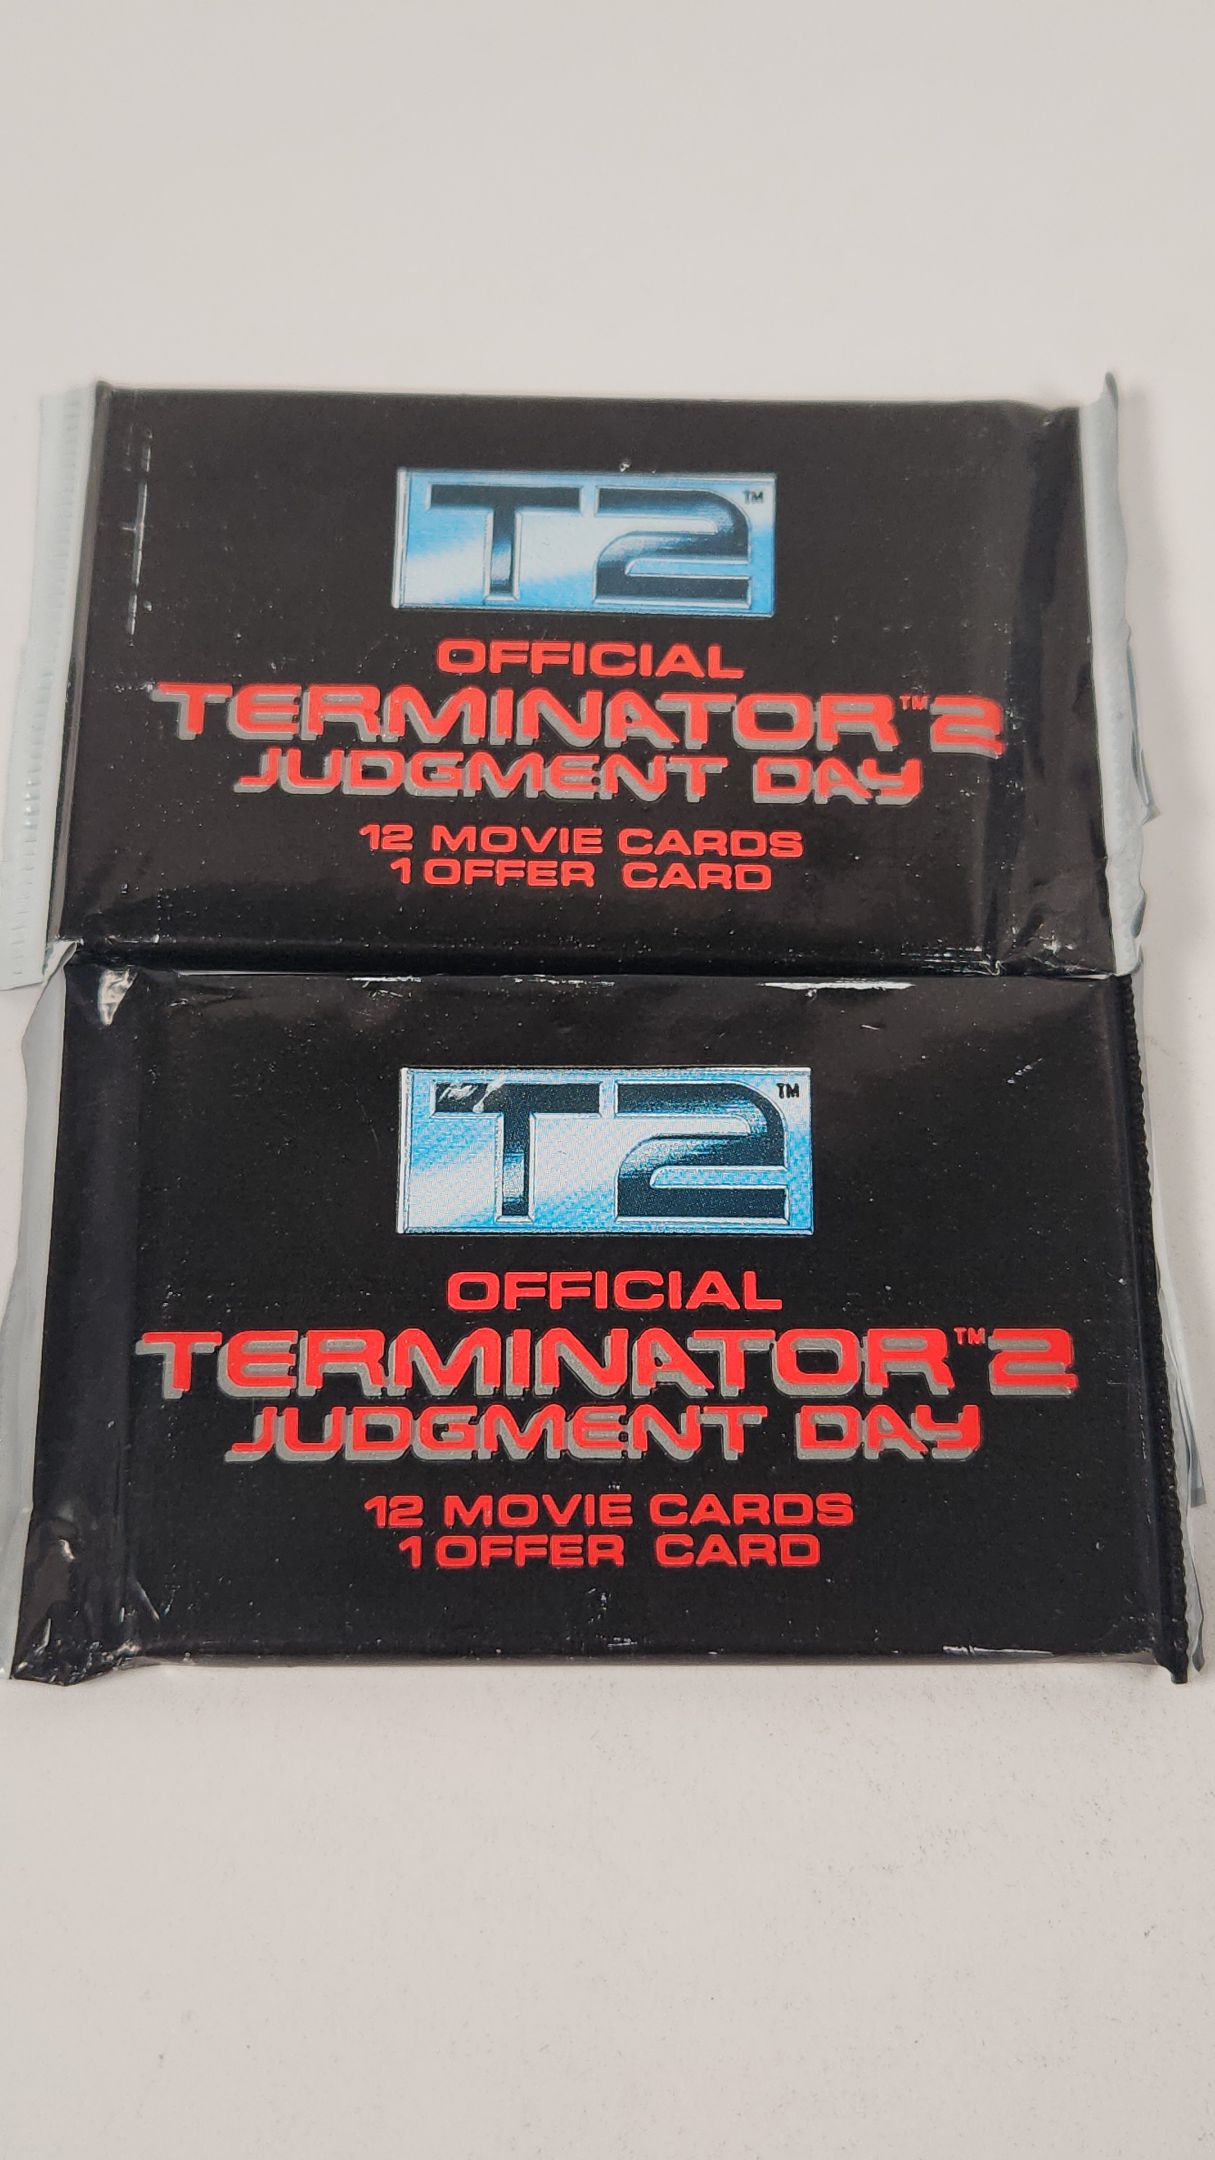 T2™
OFFICIAL
TERMINATOR™2
JUDGMENT DAY
12 MOVIE CARDS
1 OFFER CARD
T2™
OFFICIAL
TERMINATOR™2
JUDGMENT DAY
12 MOVIE CARDS
1 OFFER CARD